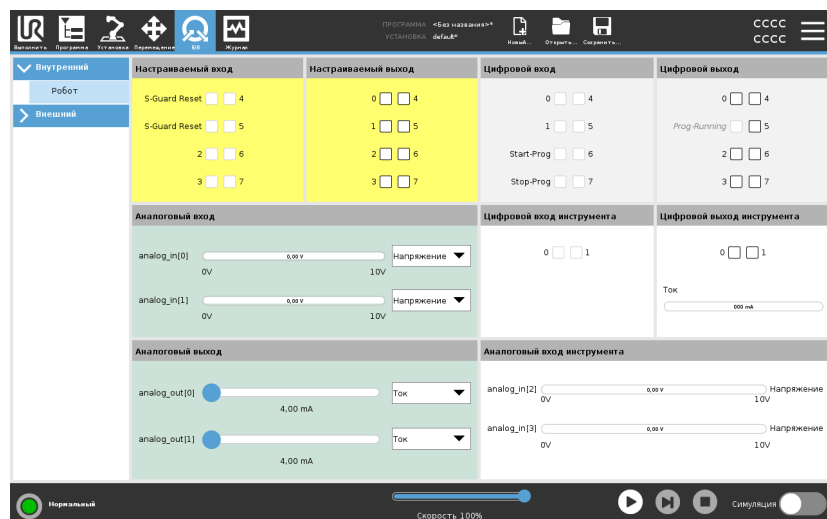 ПРОГРАММА <Без названия>*
УСТАНОВКА default*
CCCC
CCCC
Выполнить Программа Установка Перемещение В/В Журнал Новый... Открыть... Сохранить...
Внутренний
Робот
Внешний
Настраиваемый вход
S-Guard Reset 4
S-Guard Reset 5
2 6
3 7
Настраиваемый выход
0 4
1 5
2 6
3 7
Цифровой вход
0 4
1 5
Start-Prog 6
Stop-Prog 7
Цифровой выход
0 4
Prog-Running 5
2 6
3 7
Аналоговый вход
analog_in[0] 0,00 V Напряжение
0V 10V
analog_in[1] 0,00 V Напряжение
0V 10V
Цифровой вход инструмента
0 1
Цифровой выход инструмента
0 1
Ток
000 mA
Аналоговый выход
analog_out[0] Ток
4,00 mA
analog_out[1] Ток
4,00 mA
Аналоговый вход инструмента
analog_in[2] 0,00 V Напряжение
0V 10V
analog_in[3] 0,00 V Напряжение
0V 10V
Нормальный
Скорость 100%
Симуляция